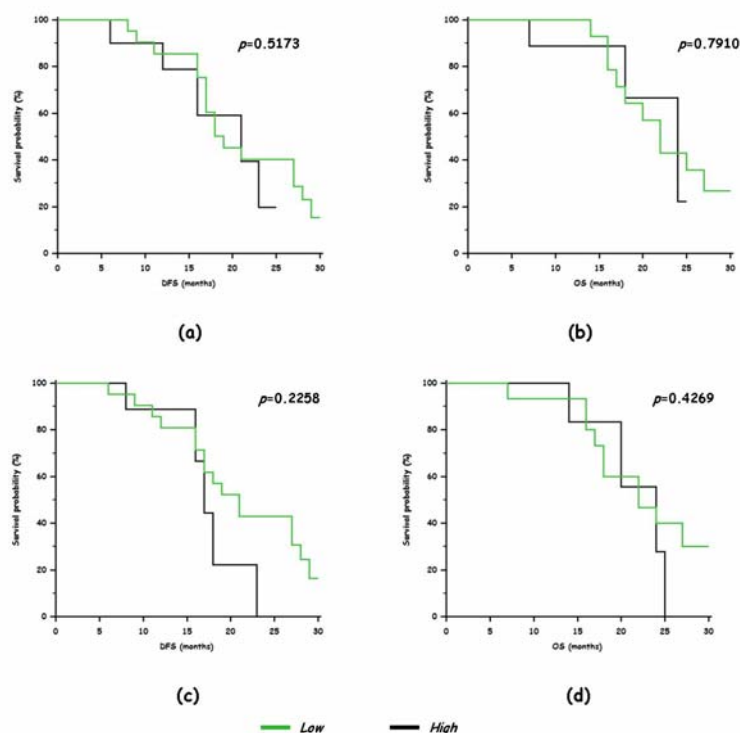 p=0.5173
Survival probability (%)
100
80
60
40
20
0
0 5 10 15 20 25 30
DFS (months)
(a)
p=0.7910
Survival probability (%)
100
80
60
40
20
0
0 5 10 15 20 25 30
OS (months)
(b)
p=0.2258
Survival probability (%)
100
80
60
40
20
0
0 5 10 15 20 25 30
DFS (months)
(c)
p=0.4269
Survival probability (%)
100
80
60
40
20
0
0 5 10 15 20 25 30
OS (months)
(d)
Low High